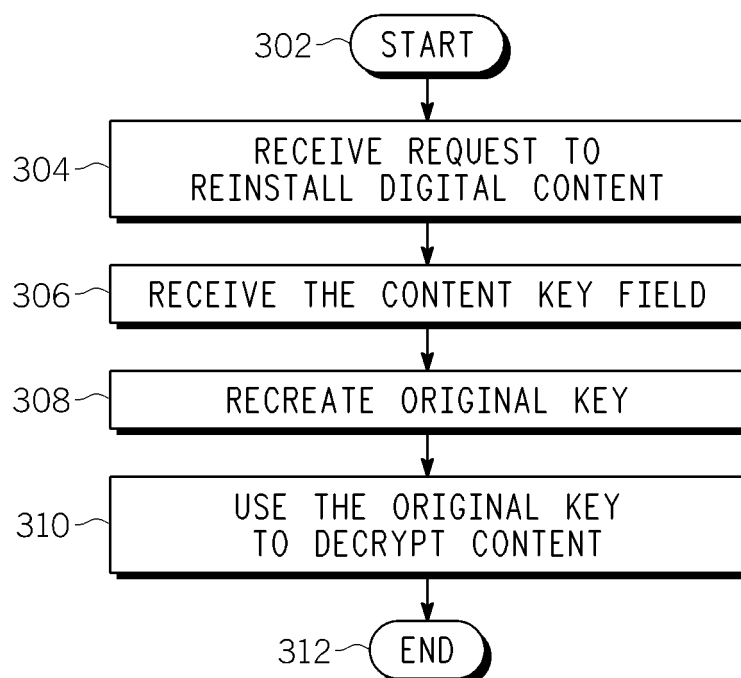 302 START
304 RECEIVE REQUEST TO
REINSTALL DIGITAL CONTENT
306 RECEIVE THE CONTENT KEY FIELD
308 RECREATE ORIGINAL KEY
310 USE THE ORIGINAL KEY
TO DECRYPT CONTENT
312 END